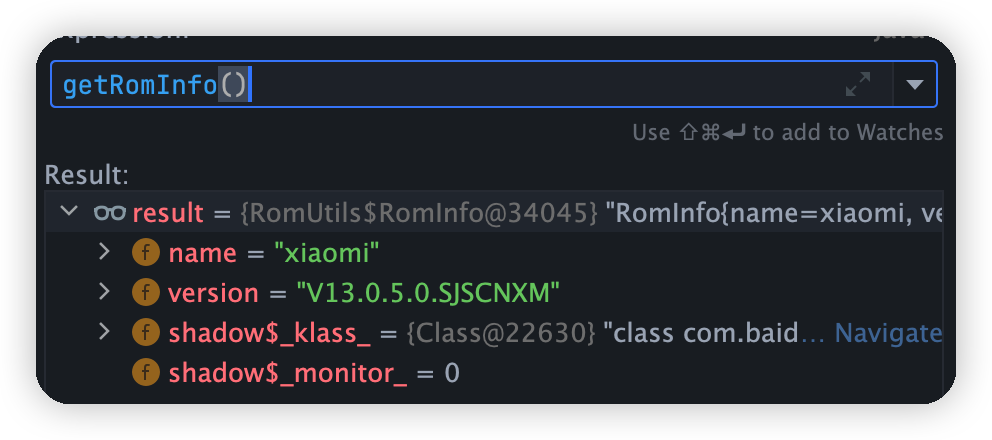 getRomInfo()
Use ⇧⌘↩ to add to Watches
Result:
result = {RomUtils$RomInfo@34045} "RomInfo{name=xiaomi, ve
f name = "xiaomi"
f version = "V13.0.5.0.SJSCNXM"
f shadow$_klass_ = {Class@22630} "class com.baid... Navigate
f shadow$_monitor_ = 0